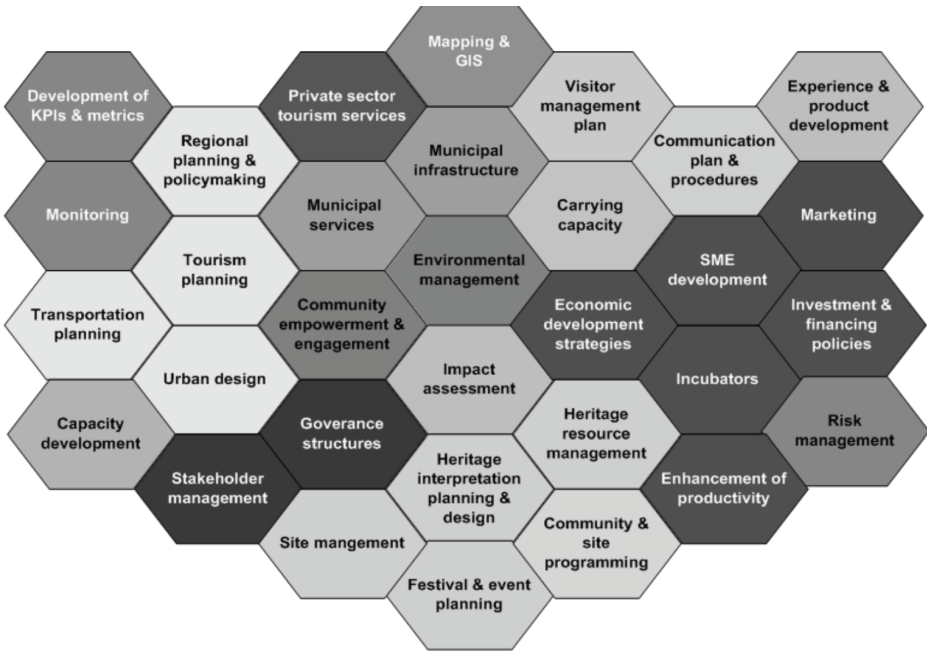 Mapping &
GIS
Development of
KPIs & metrics
Private sector
tourism services
Visitor
management
plan
Experience &
product
development
Regional
planning &
policymaking
Municipal
infrastructure
Communication
plan &
procedures
Monitoring
Municipal
services
Carrying
capacity
Marketing
Tourism
planning
Environmental
management
SME
development
Transportation
planning
Community
empowerment &
engagement
Economic
development
strategies
Investment &
financing
policies
Urban design
Impact
assessment
Incubators
Capacity
development
Goverance
structures
Heritage
resource
management
Risk
management
Stakeholder
management
Heritage
interpretation
planning &
design
Enhancement of
productivity
Site mangement
Community &
site
programming
Festival & event
planning